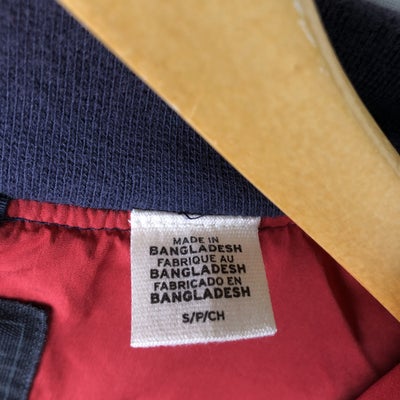 MADE IN
BANGLADESH
FABRIQUE AU
BANGLADESH
FABRICADO EN
BANGLADESH
S/P/CH